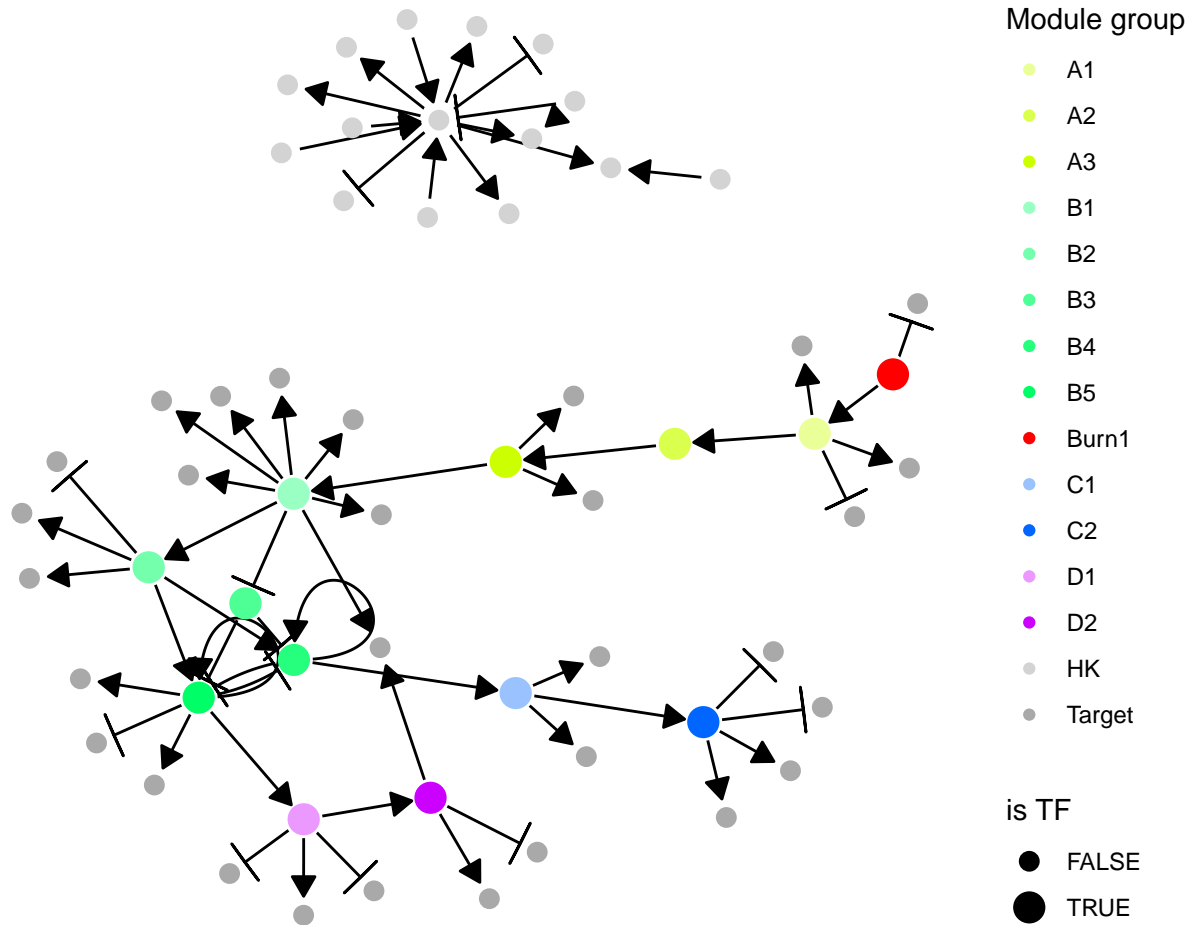 Module group
A1
A2
A3
B1
B2
B3
B4
B5
Burn1
C1
C2
D1
D2
HK
Target
is TF
FALSE
TRUE